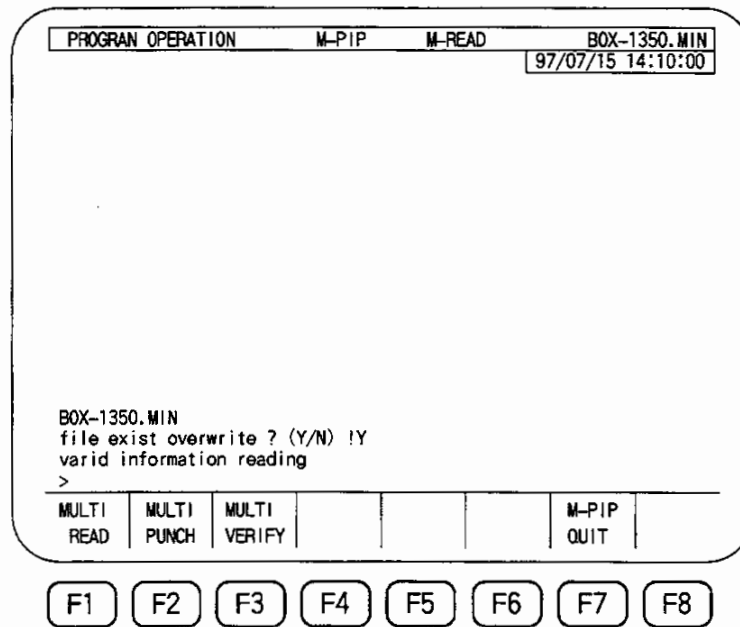 PROGRAN OPERATION M-PIP M-READ BOX-1350.MIN
97/07/15 14:10:00
BOX-1350.MIN
file exist overwrite ? (Y/N) !Y
varid information reading
>
MULTI READ MULTI PUNCH MULTI VERIFY M-PIP QUIT
F1 F2 F3 F4 F5 F6 F7 F8